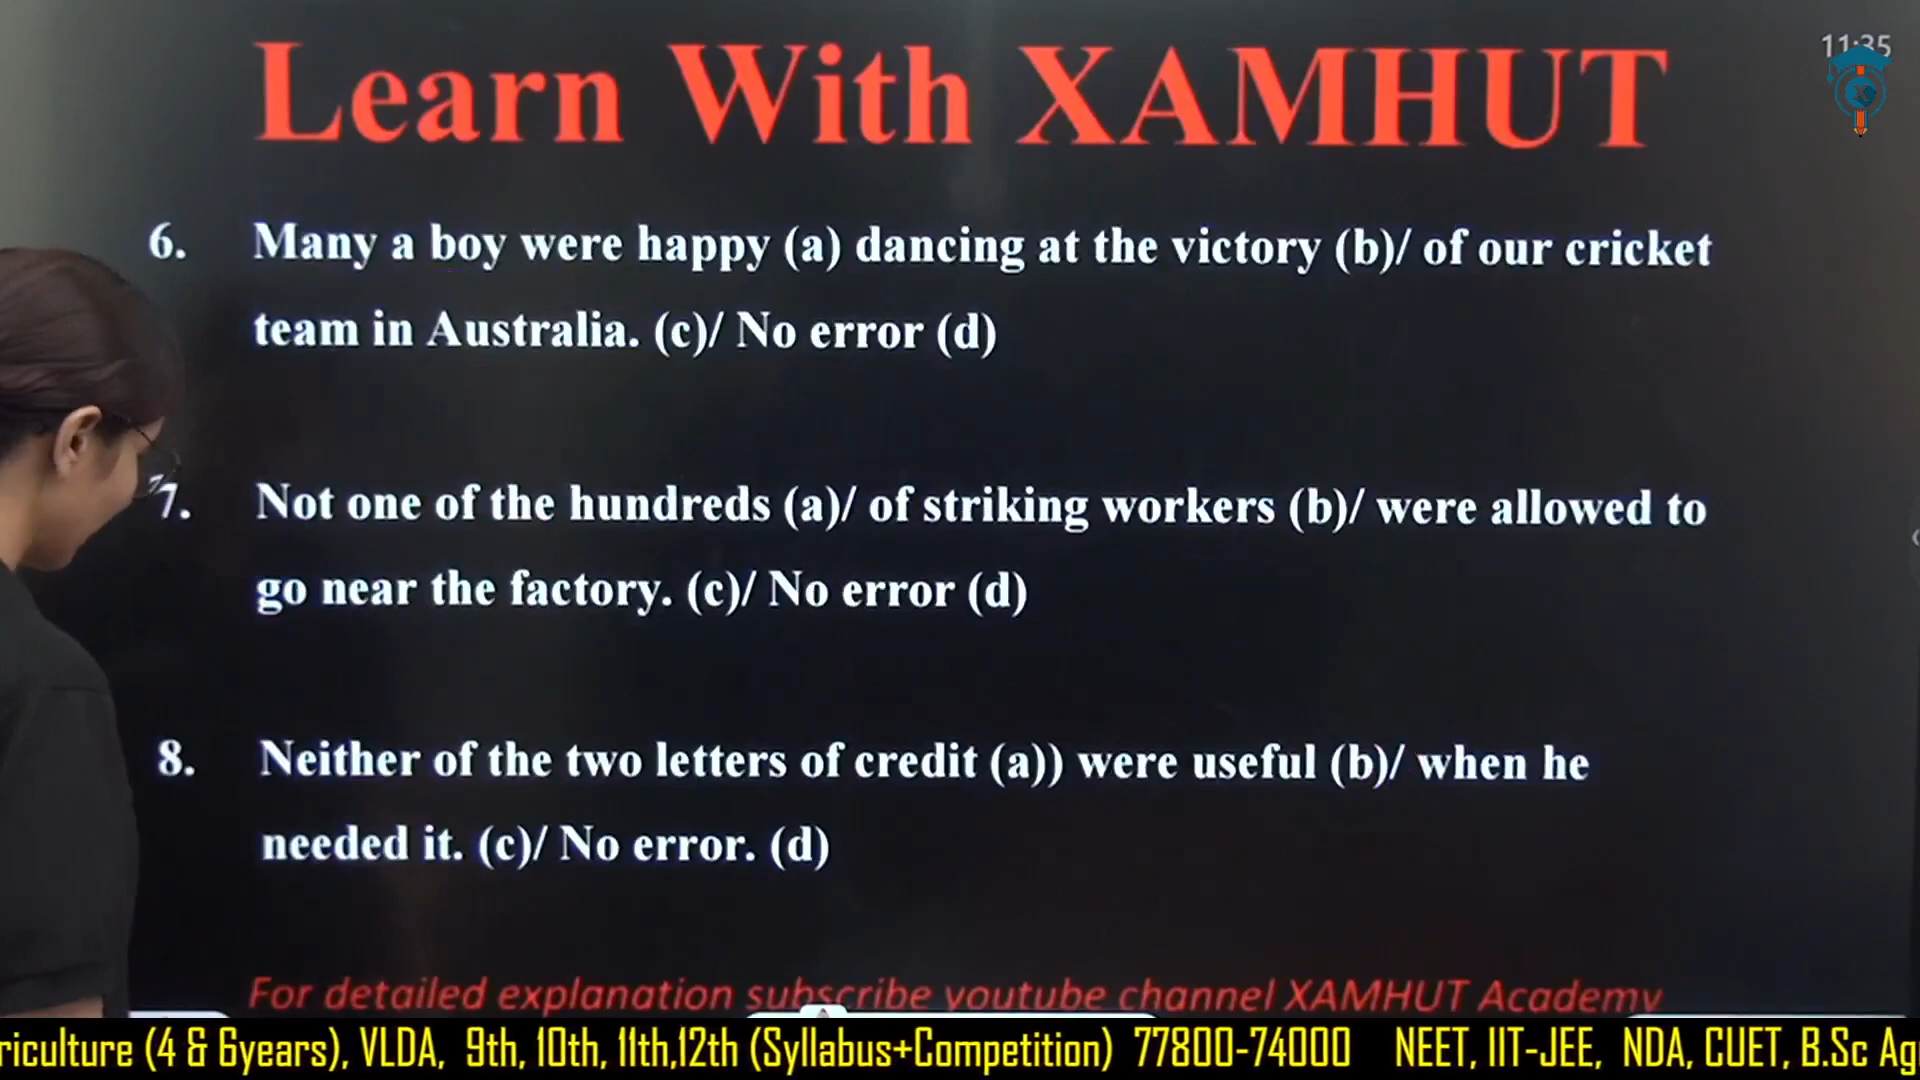 Learn With XAMHUT
11:35
6. Many a boy were happy (a) dancing at the victory (b)/ of our cricket
team in Australia. (c)/ No error (d)
7. Not one of the hundreds (a)/ of striking workers (b)/ were allowed to
go near the factory. (c)/ No error (d)
8. Neither of the two letters of credit (a)) were useful (b)/ when he
needed it. (c)/ No error. (d)
For detailed explanation subscribe youtube channel XAMHUT Academy
riculture (4 & 6years), VLDA, 9th, 10th, 11th,12th (Syllabus+Competition) 77800-74000 NEET, IIT-JEE, NDA, CUET, B.Sc Ag